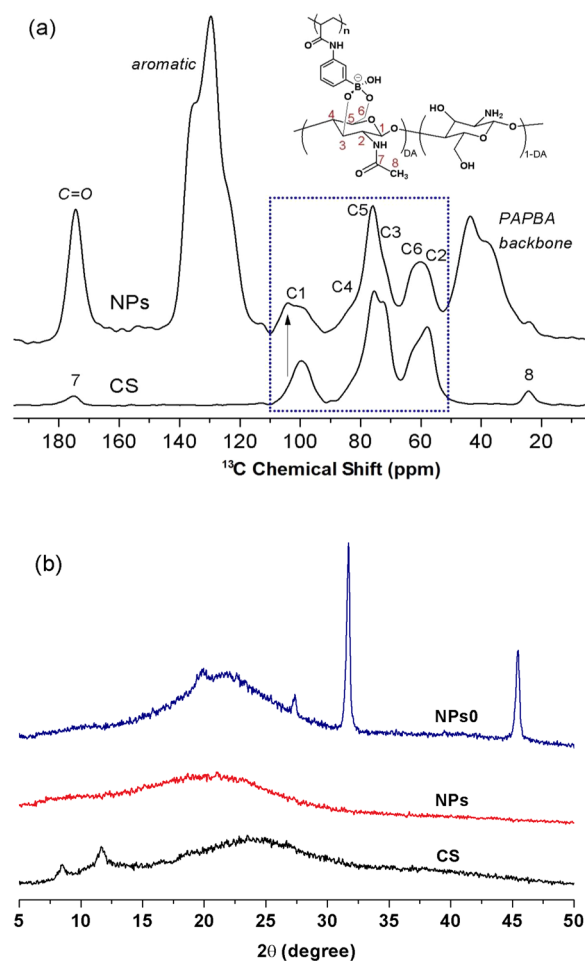 (a)
n
O
NH
aromatic
B
⊖
OH
O
O
HO
NH₂
4
5
6
O
1
O
O
O
3
2
NH
DA
OH
1-DA
7
8
O
CH₃
C=O
C5
C3
C6
C2
PAPBA
backbone
C4
C1
NPs
7
CS
8
180
160
140
120
100
80
60
40
20
¹³C Chemical Shift (ppm)
(b)
NPs0
NPs
CS
5
10
15
20
25
30
35
40
45
50
2θ (degree)